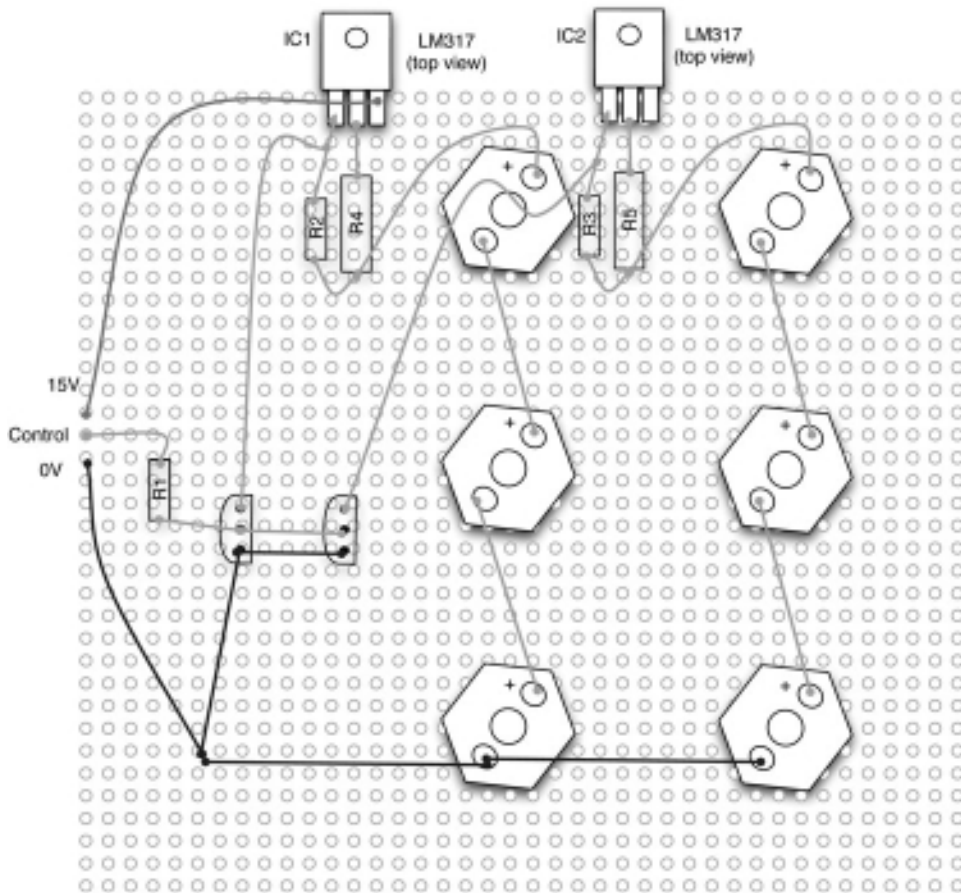 IC1
LM317
(top view)
IC2
LM317
(top view)
+
+
R2
R4
R3
R5
15V
Control
0V
+
+
R1
+
+